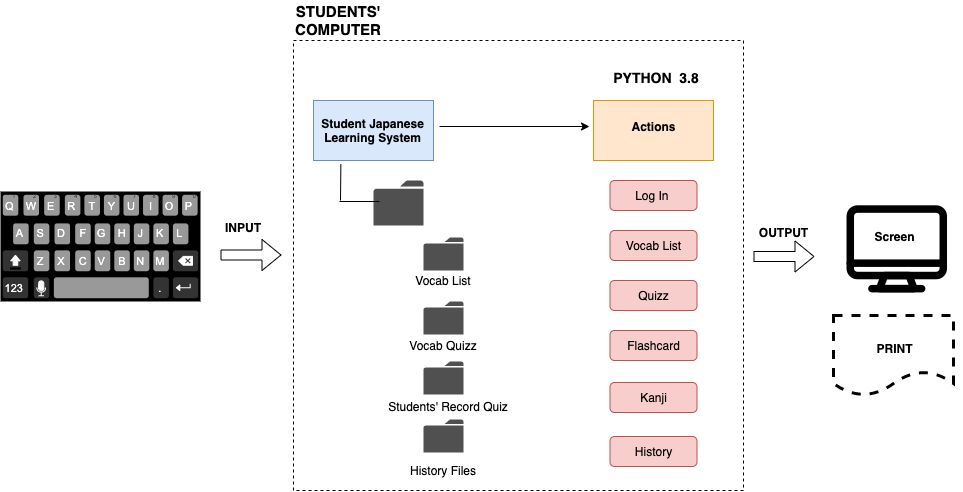 STUDENTS'
COMPUTER
PYTHON 3.8
Student Japanese
Learning System
Actions
Q W E R T Y U I O P
A S D F G H J K L
Z X C V B N M
123 .
INPUT
Vocab List
Vocab Quizz
Students' Record Quiz
History Files
Log In
Vocab List
Quizz
Flashcard
Kanji
History
OUTPUT
Screen
PRINT